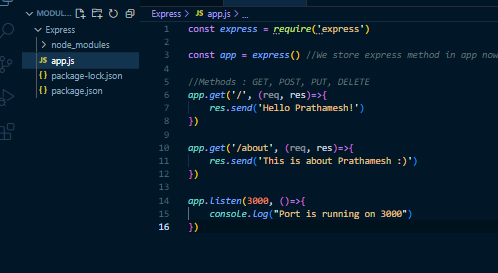 MODUL...
Express
node_modules
JS app.js
{} package-lock.json
{} package.json
Express > JS app.js > ...
1 const express = require('express')
2
3 const app = express() //We store express method in app now
4
5 //Methods : GET, POST, PUT, DELETE
6 app.get('/', (req, res)=>{
7 res.send('Hello Prathamesh!')
8 })
9
10 app.get('/about', (req, res)=>{
11 res.send('This is about Prathamesh :)')
12 })
13
14 app.listen(3000, ()=>{
15 console.log("Port is running on 3000")
16 })